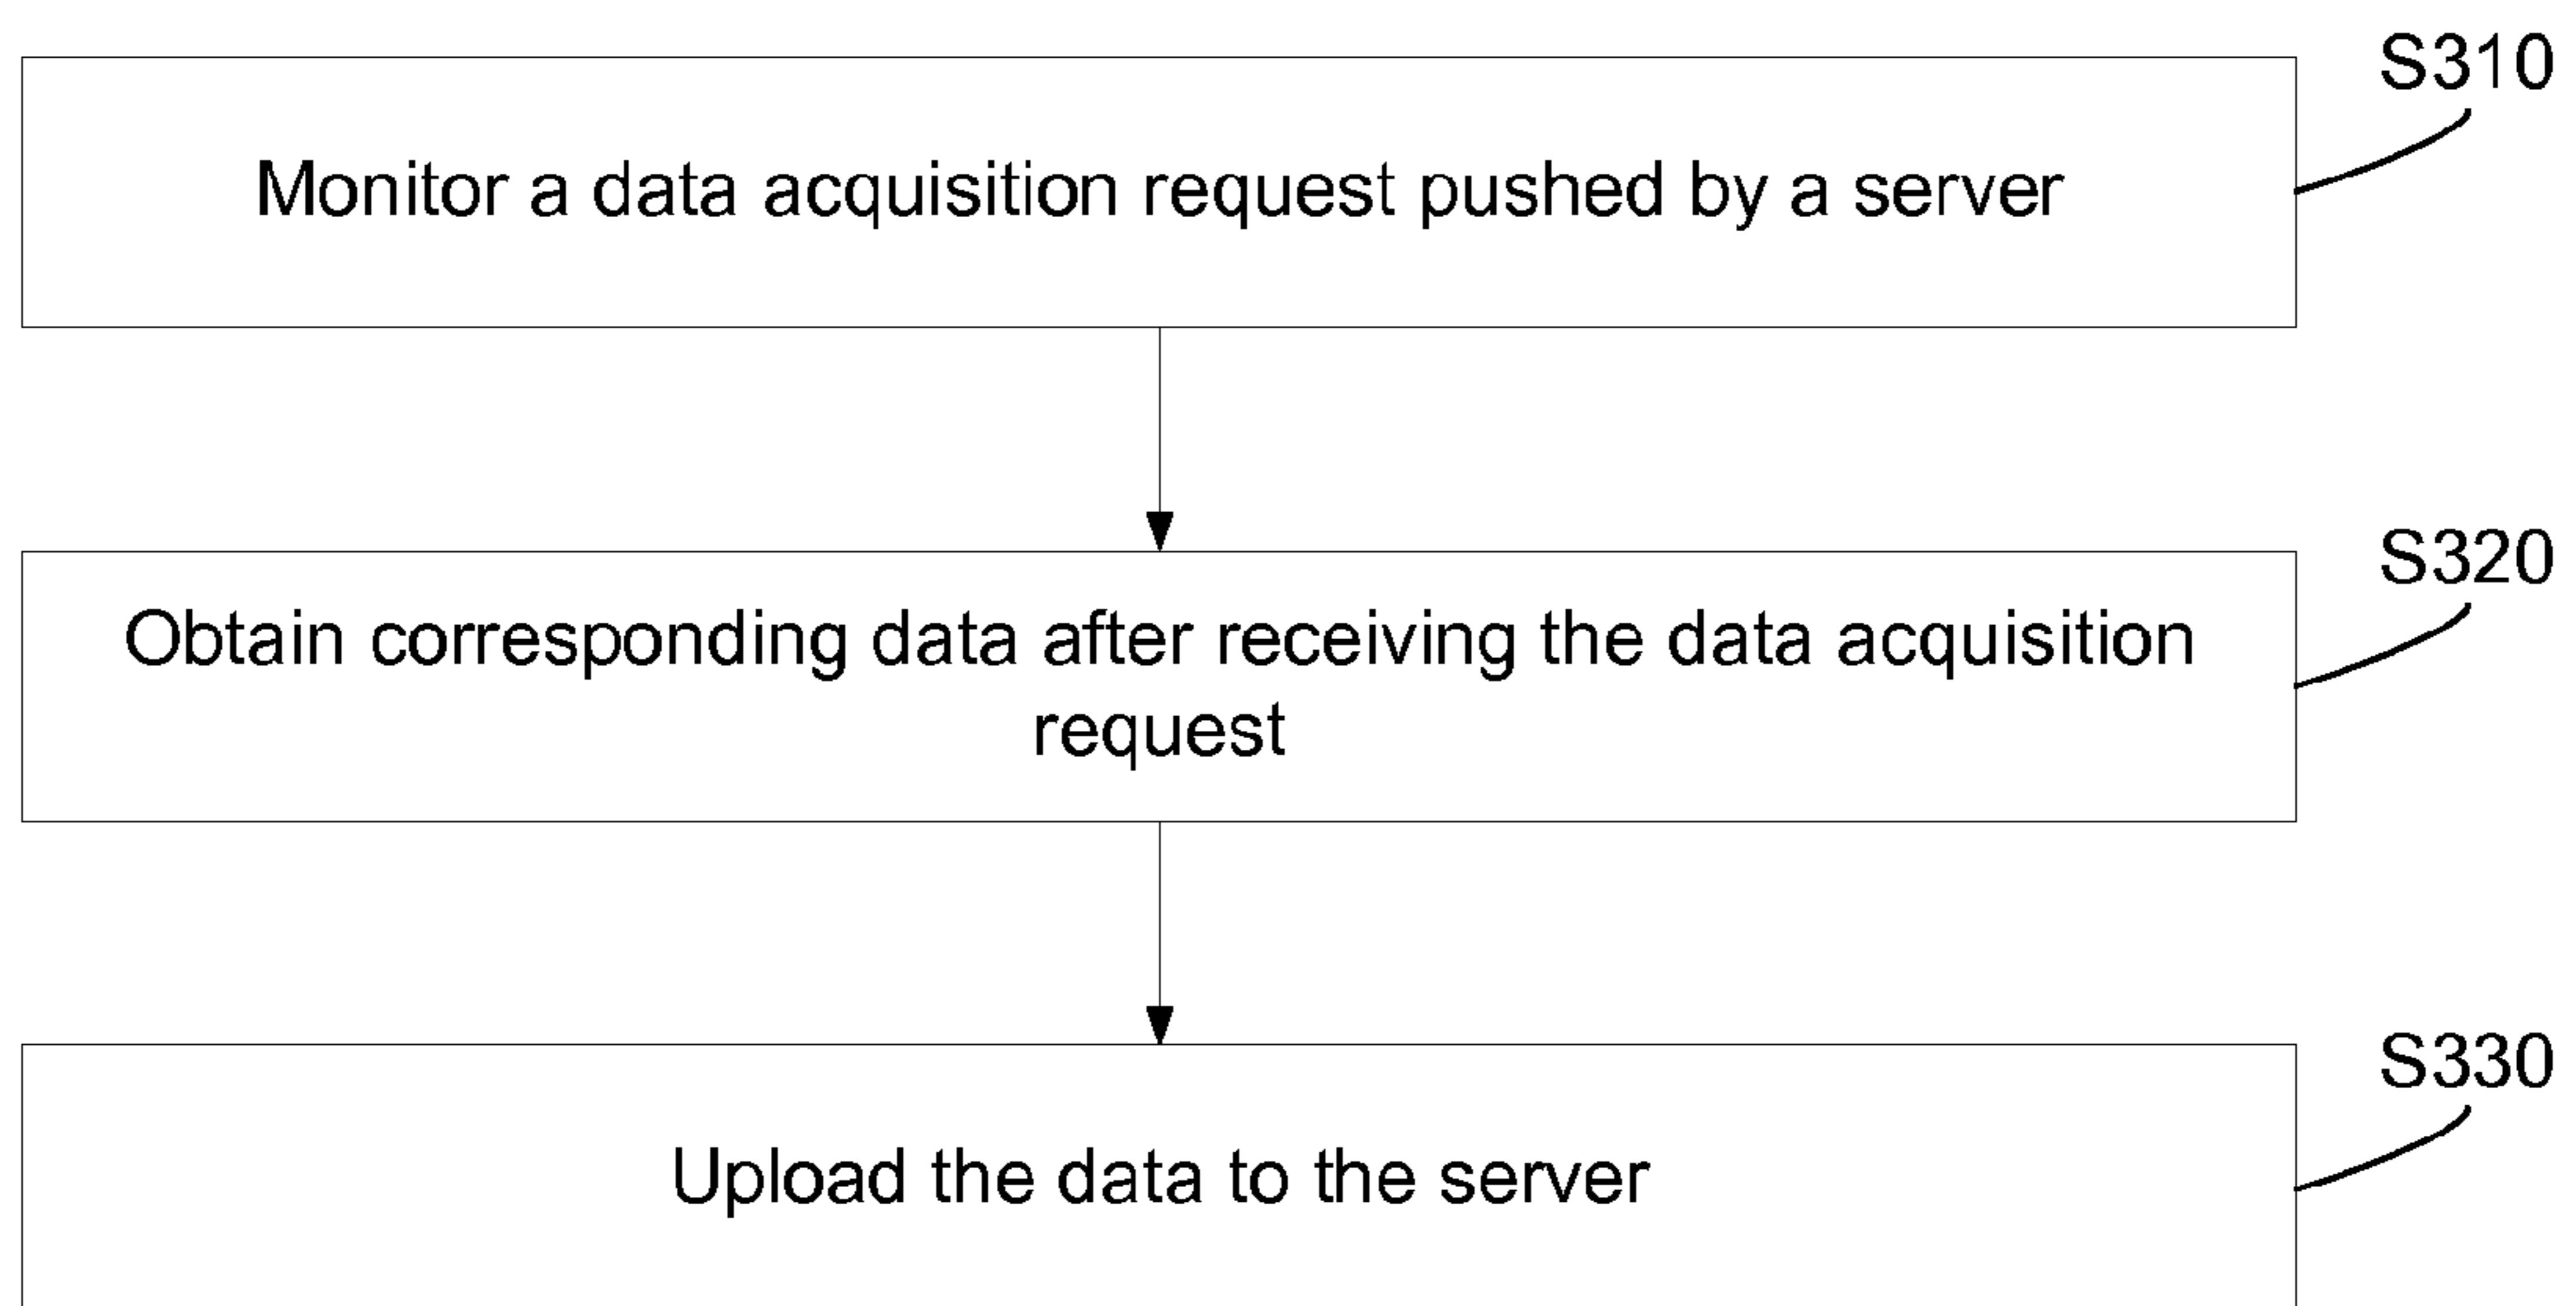 S310
Monitor a data acquisition request pushed by a server
S320
Obtain corresponding data after receiving the data acquisition
request
S330
Upload the data to the server